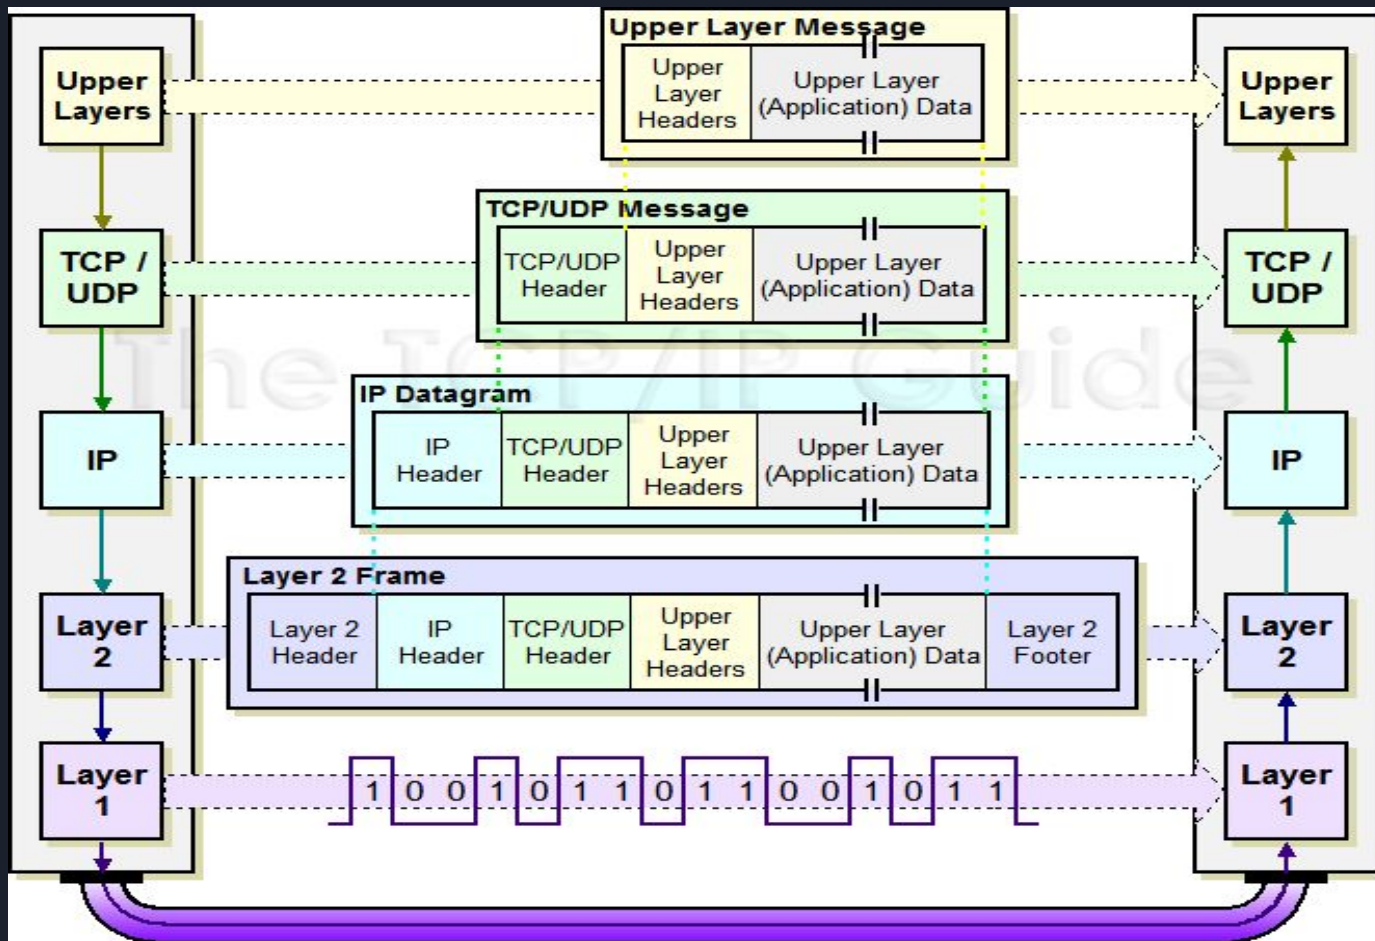 Upper Layer Message
Upper
Layers
Upper
Layer
Headers
Upper Layer
(Application) Data
Upper
Layers
TCP/UDP Message
TCP /
UDP
TCP/UDP
Header
Upper
Layer
Headers
Upper Layer
(Application) Data
TCP /
UDP
The TCP/IP Guide
IP Datagram
IP
IP
Header
TCP/UDP
Header
Upper
Layer
Headers
Upper Layer
(Application) Data
IP
Layer 2 Frame
Layer
2
Layer 2
Header
IP
Header
TCP/UDP
Header
Upper
Layer
Headers
Upper Layer
(Application) Data
Layer 2
Footer
Layer
2
Layer
1
1 0 0 1 0 1 1 0 1 1 0 0 1 0 1 1
Layer
1